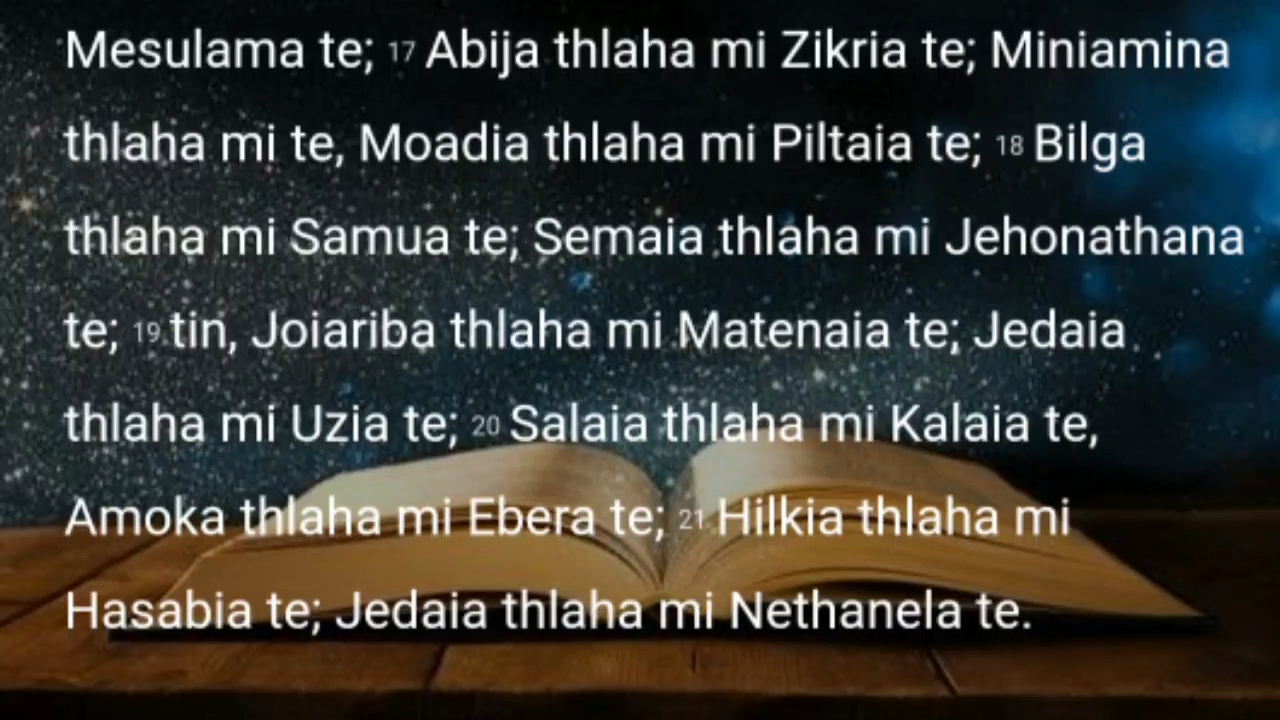 Mesulama te; 17 Abija thlaha mi Zikria te; Miniamina
thlaha mi te, Moadia thlaha mi Piltaia te; 18 Bilga
thlaha mi Samua te; Semaia thlaha mi Jehonathana
te; 19 tin, Joiariba thlaha mi Matenaia te; Jedaia
thlaha mi Uzia te; 20 Salaia thlaha mi Kalaia te,
Amoka thlaha mi Ebera te; 21 Hilkia thlaha mi
Hasabia te; Jedaia thlaha mi Nethanela te.